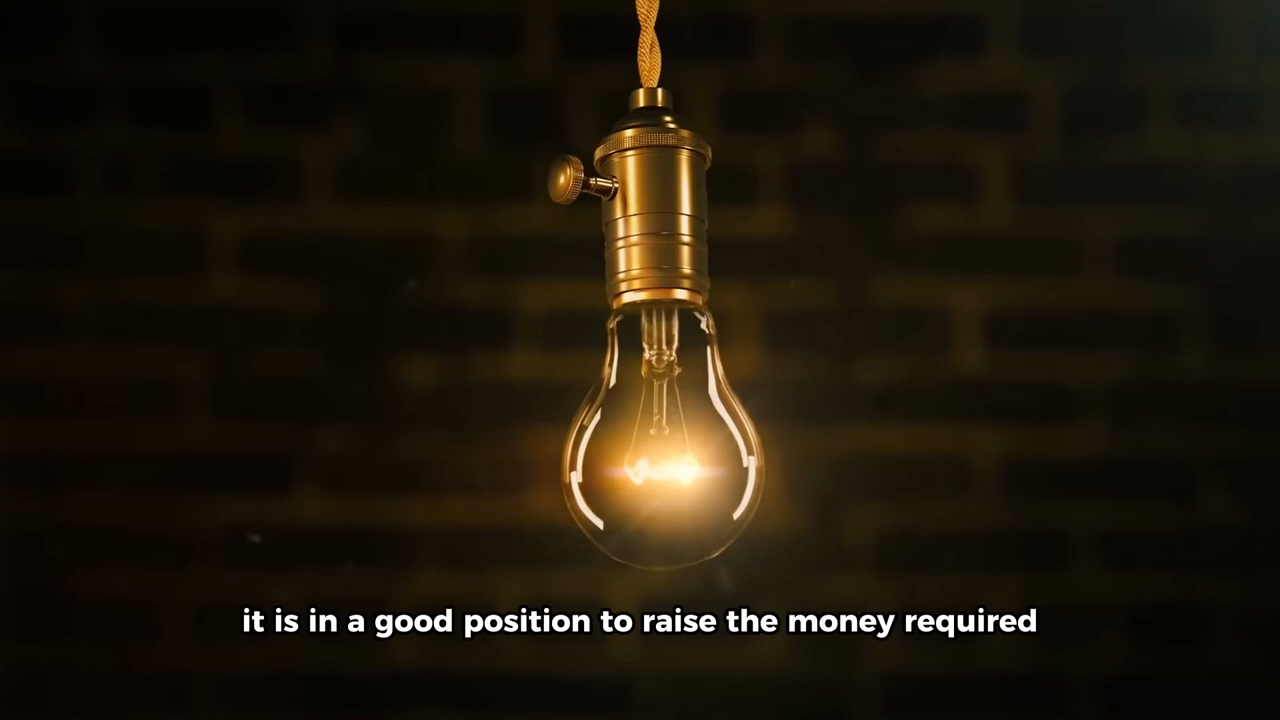 it is in a good position to raise the money required